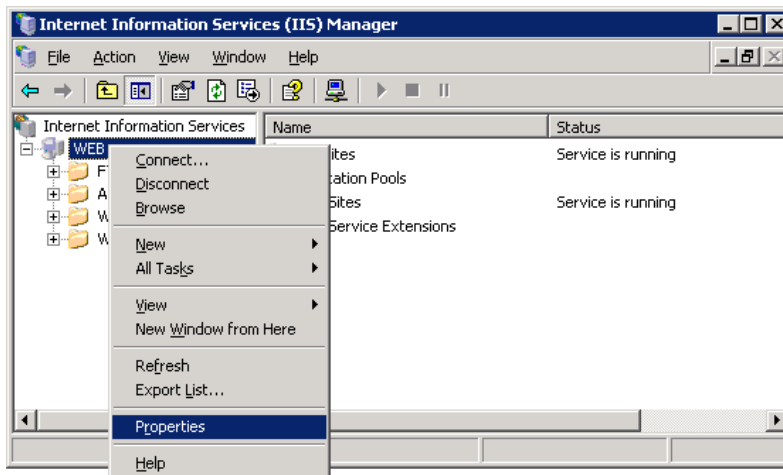 Internet Information Services (IIS) Manager
File Action View Window Help
Internet Information Services
Name Status
WEB
Connect...
Disconnect
Browse
New
All Tasks
View
New Window from Here
Refresh
Export List...
Properties
Help
F
A
W
W
ites Service is running
cation Pools
Sites Service is running
Service Extensions